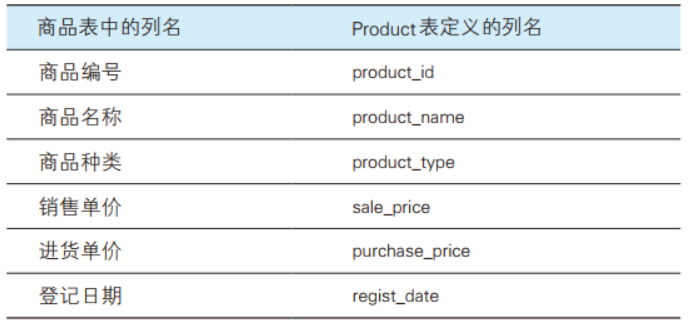 商品表中的列名 Product表定义的列名
商品编号 product_id
商品名称 product_name
商品种类 product_type
销售单价 sale_price
进货单价 purchase_price
登记日期 regist_date